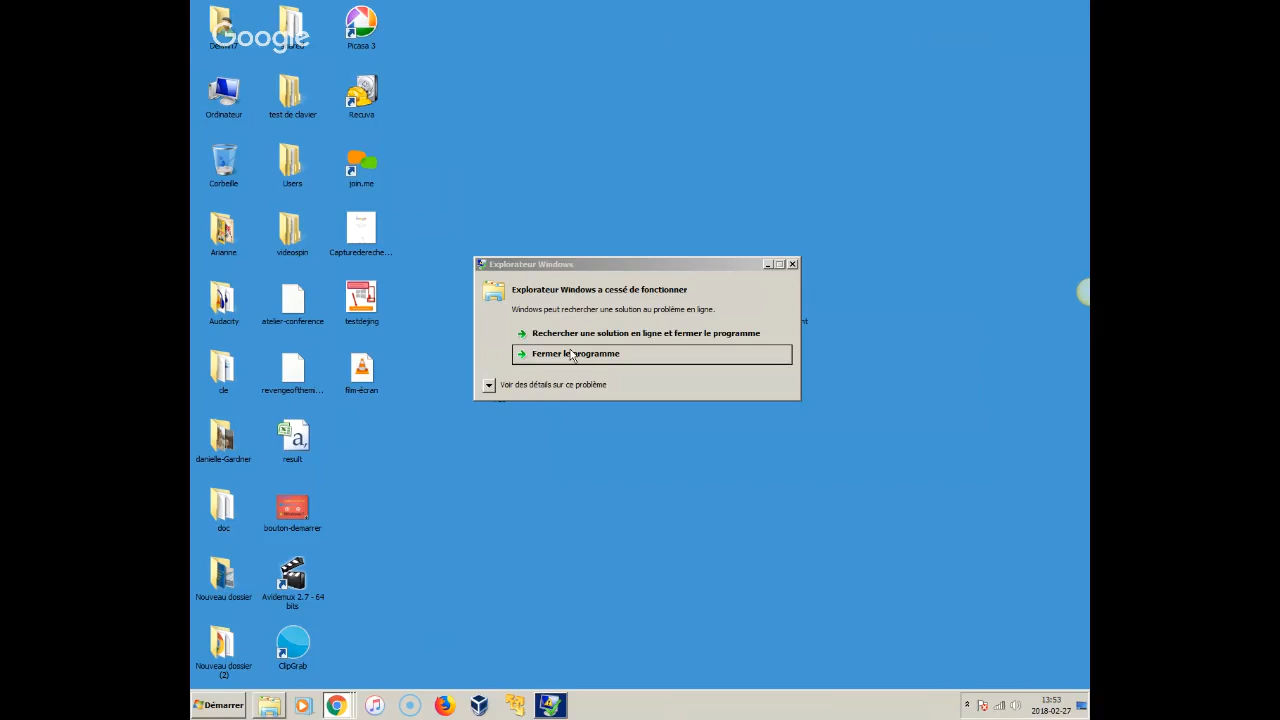 Google
Picasa 3
Ordinateur
test de clavier
Recuva
Corbeille
Users
join.me
Arianne
videospin
Capturedereche...
Audacity
atelier-conference
testdejing
cle
revengeofthemi...
film-écran
danielle-Gardner
result
doc
bouton-demarrer
Nouveau dossier
Avidemux 2.7 - 64
bits
Nouveau dossier
(2)
ClipGrab
Explorateur Windows
Explorateur Windows a cessé de fonctionner
Windows peut rechercher une solution au problème en ligne.
Rechercher une solution en ligne et fermer le programme
Fermer le programme
Voir des détails sur ce problème
Démarrer
13:53
2018-02-27